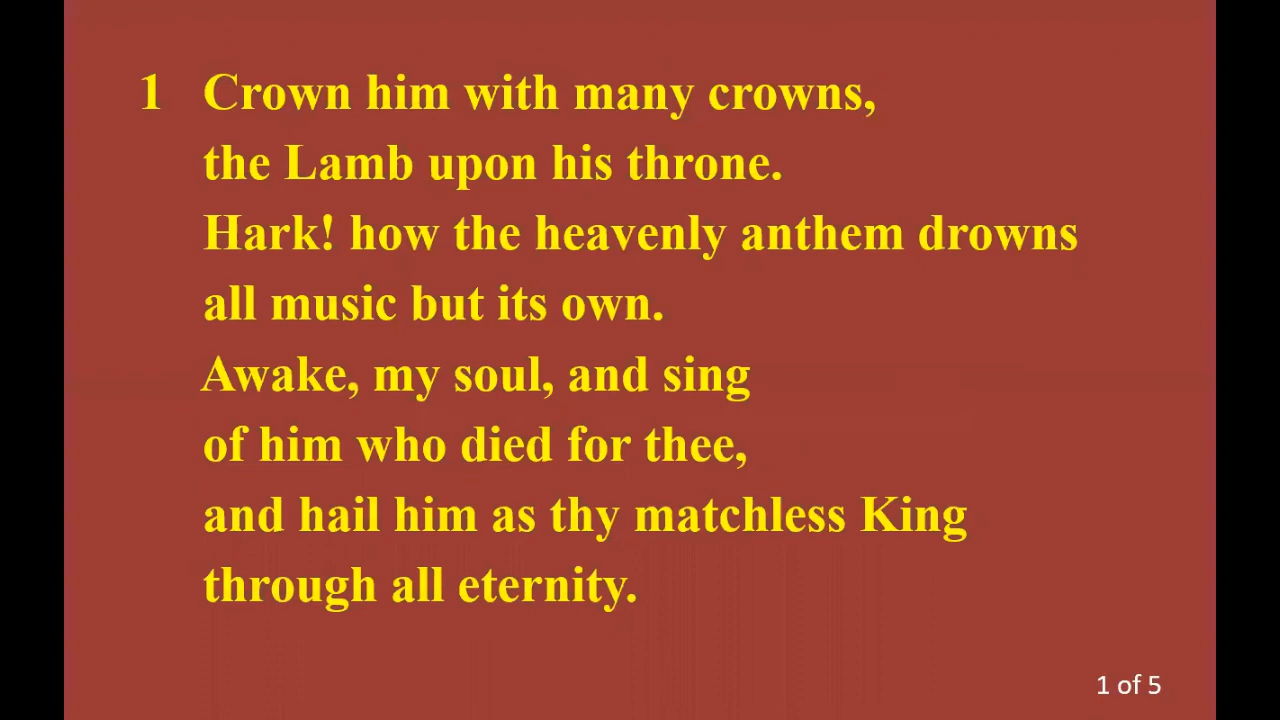 1 Crown him with many crowns,
the Lamb upon his throne.
Hark! how the heavenly anthem drowns
all music but its own.
Awake, my soul, and sing
of him who died for thee,
and hail him as thy matchless King
through all eternity.
1 of 5